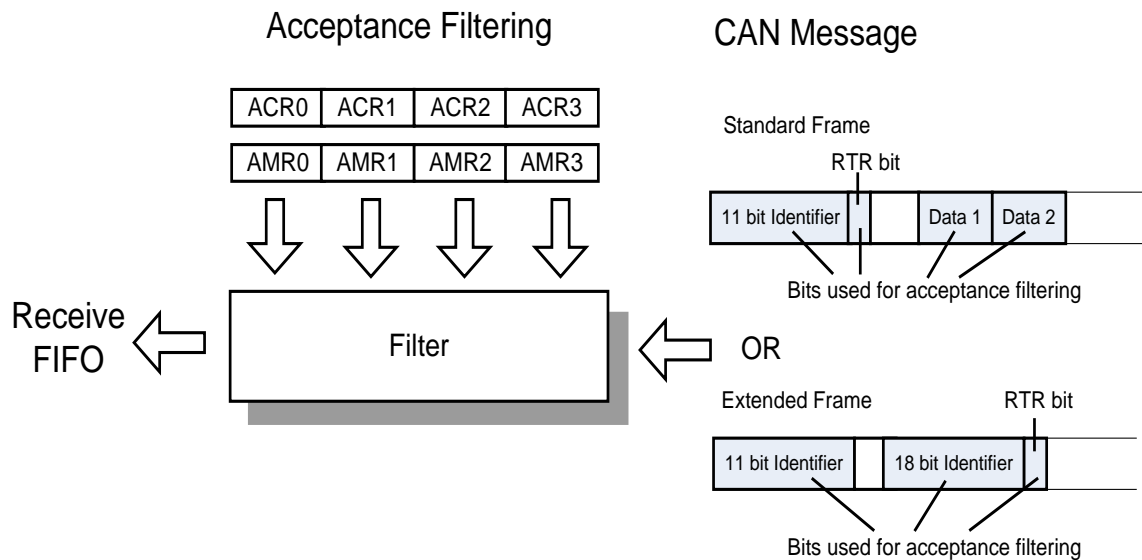 Acceptance Filtering
CAN Message
ACR0 ACR1 ACR2 ACR3
AMR0 AMR1 AMR2 AMR3
Standard Frame
RTR bit
11 bit Identifier
Data 1
Data 2
Bits used for acceptance filtering
Receive
FIFO
Filter
OR
Extended Frame
RTR bit
11 bit Identifier
18 bit Identifier
Bits used for acceptance filtering